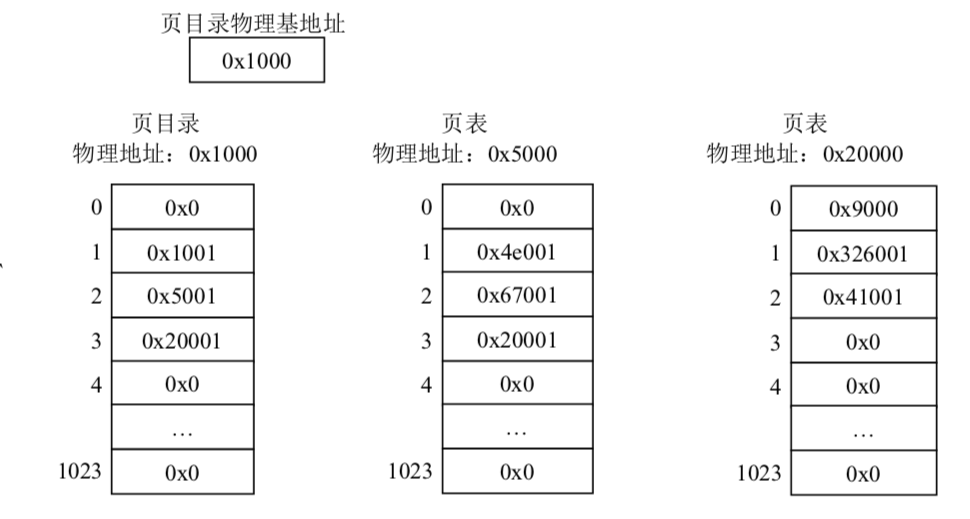 页目录物理基地址
0x1000
页目录
物理地址：0x1000
0 0x0
1 0x1001
2 0x5001
3 0x20001
4 0x0
…
1023 0x0
页表
物理地址：0x5000
0 0x0
1 0x4e001
2 0x67001
3 0x20001
4 0x0
…
1023 0x0
页表
物理地址：0x20000
0 0x9000
1 0x326001
2 0x41001
3 0x0
4 0x0
…
1023 0x0